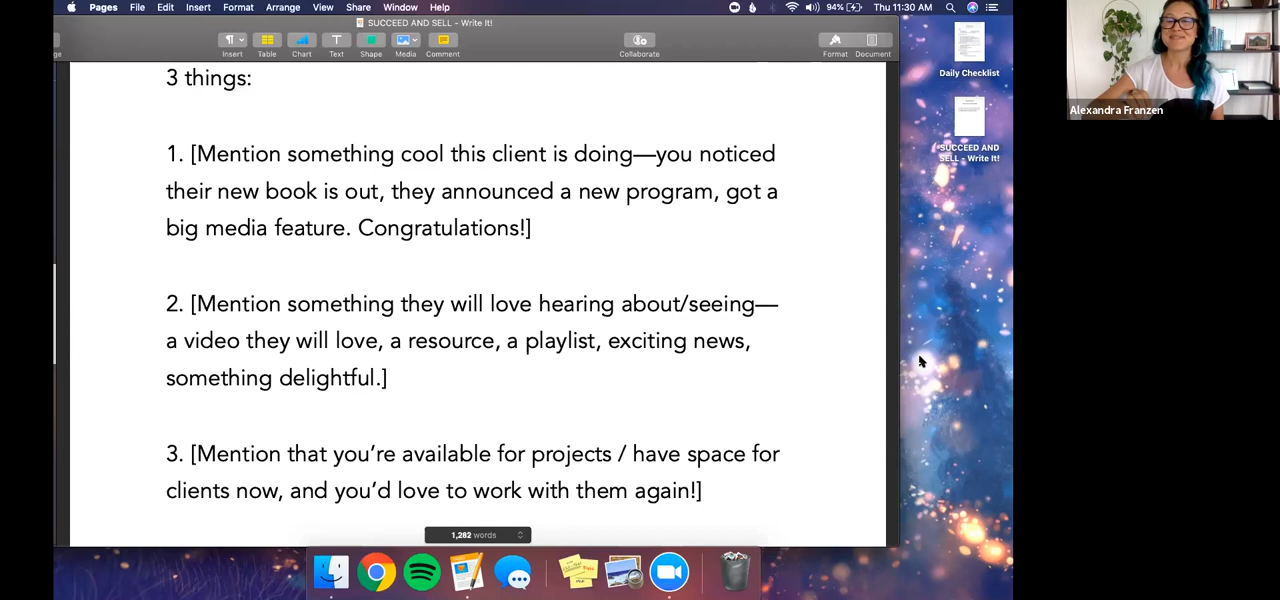 Pages File Edit Insert Format Arrange View Share Window Help 94% Thu 11:30 AM
SUCCEED AND SELL - Write It!
Insert Table Chart Text Shape Media Comment Collaborate Format Document
3 things:
1. [Mention something cool this client is doing—you noticed
their new book is out, they announced a new program, got a
big media feature. Congratulations!]
2. [Mention something they will love hearing about/seeing—
a video they will love, a resource, a playlist, exciting news,
something delightful.]
3. [Mention that you’re available for projects / have space for
clients now, and you’d love to work with them again!]
1,282 words
Daily Checklist
SUCCEED AND
SELL - Write It!
Alexandra Franzen